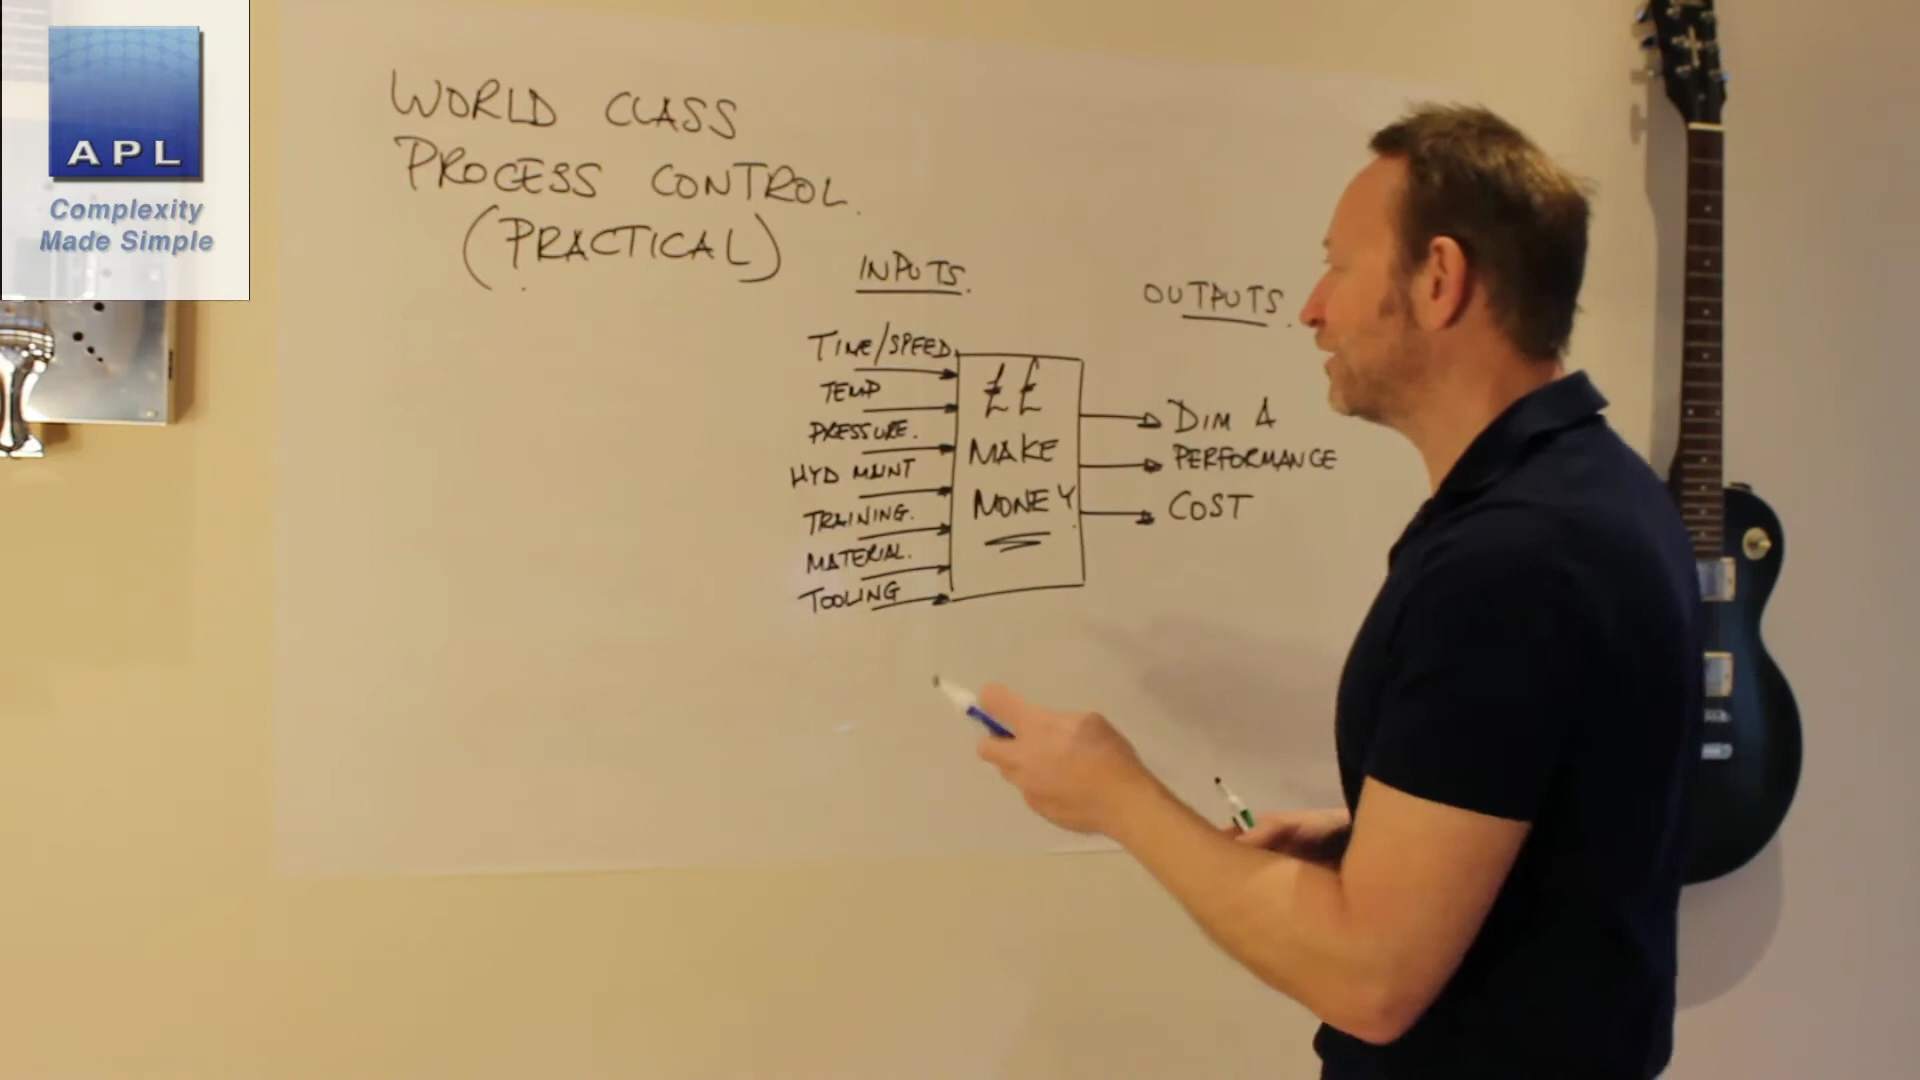 APL
Complexity
Made Simple
WORLD CLASS
PROCESS CONTROL.
(PRACTICAL)
INPUTS.
TIME/SPEED
TEMP
PRESSURE.
HYD MAINT
TRAINING.
MATERIAL.
TOOLING
££
MAKE
MONEY
OUTPUTS.
DIM A
PERFORMANCE
COST